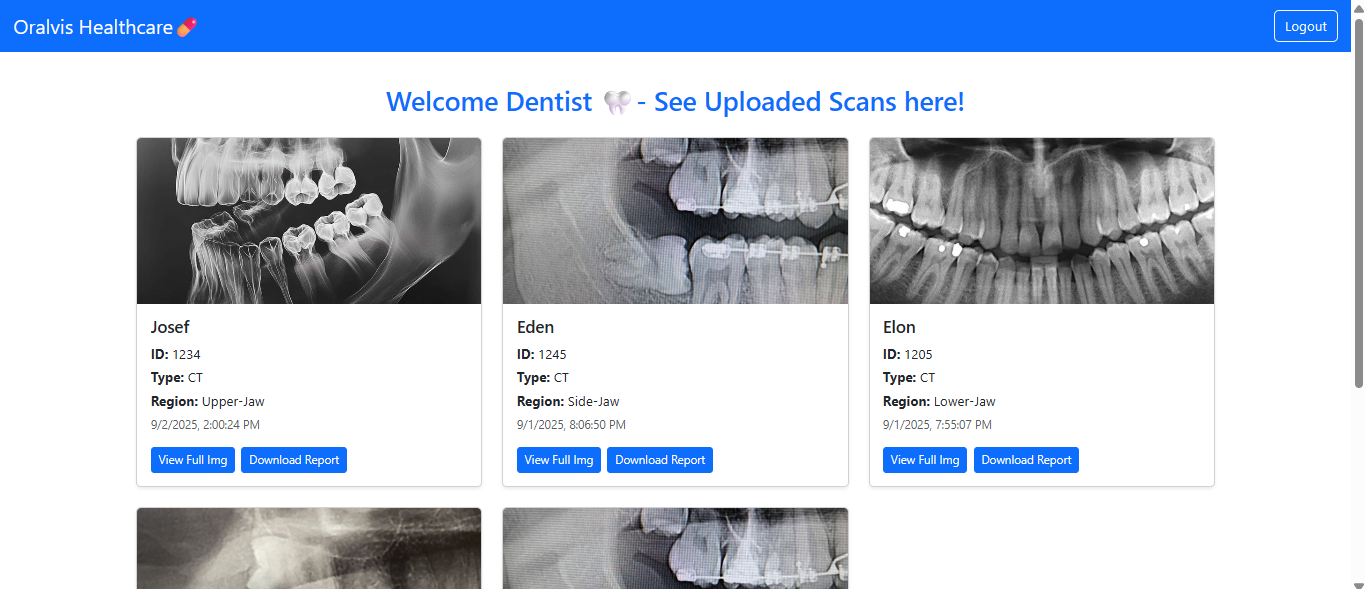 Oralvis Healthcare💊
Logout
Welcome Dentist 🦷 - See Uploaded Scans here!
Josef
ID: 1234
Type: CT
Region: Upper-Jaw
9/2/2025, 2:00:24 PM
View Full Img
Download Report
Eden
ID: 1245
Type: CT
Region: Side-Jaw
9/1/2025, 8:06:50 PM
View Full Img
Download Report
Elon
ID: 1205
Type: CT
Region: Lower-Jaw
9/1/2025, 7:55:07 PM
View Full Img
Download Report